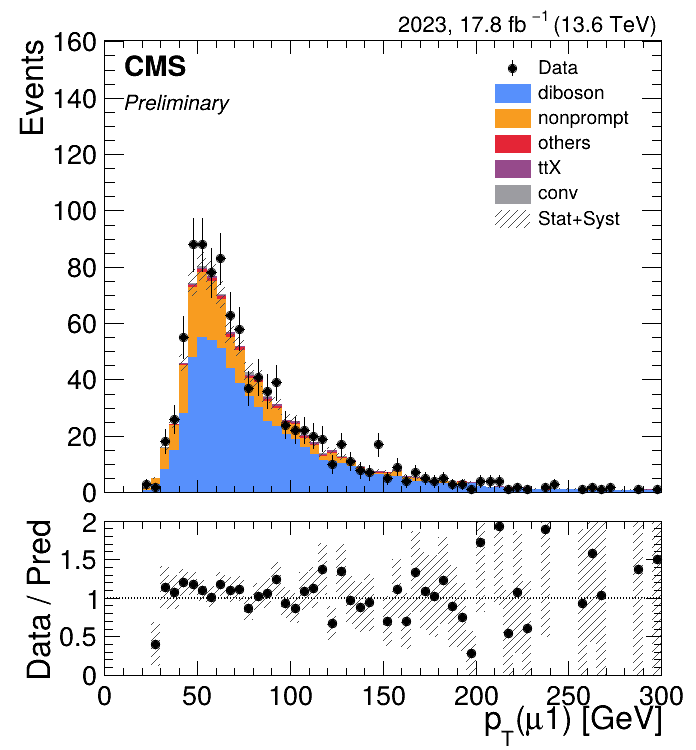 2023, 17.8 fb⁻¹ (13.6 TeV)
CMS
Preliminary
Events
160
140
120
100
80
60
40
20
0
Data
diboson
nonprompt
others
ttX
conv
Stat+Syst
Data / Pred
2
1.5
1
0.5
0
0 50 100 150 200 250 300
p_T(μ1) [GeV]